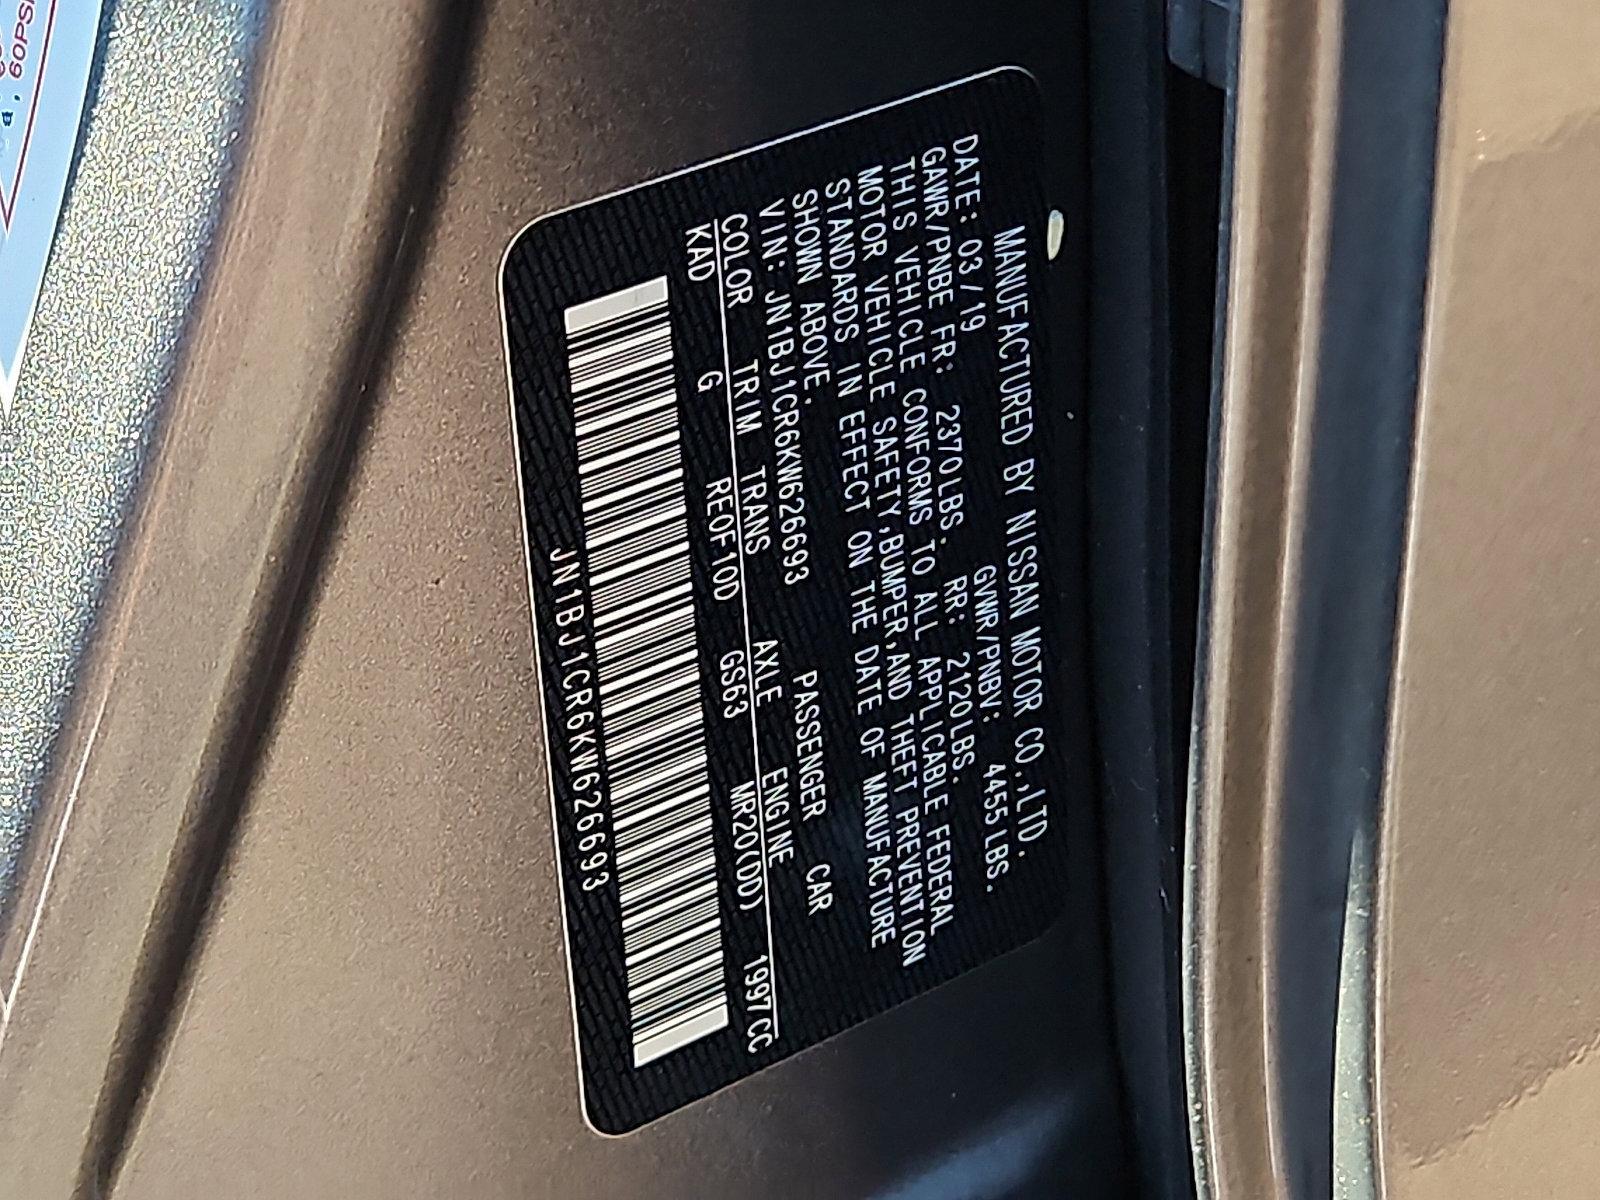 MANUFACTURED BY NISSAN MOTOR CO.,LTD.
DATE: 03/19 GVWR/PNBV: 4455LBS.
GAWR/PNBE FR: 2370LBS. RR: 2120LBS.
THIS VEHICLE CONFORMS TO ALL APPLICABLE FEDERAL
MOTOR VEHICLE SAFETY,BUMPER,AND THEFT PREVENTION
STANDARDS IN EFFECT ON THE DATE OF MANUFACTURE
SHOWN ABOVE.
VIN: JN1BJ1CR6KW626693 PASSENGER CAR
COLOR TRIM TRANS AXLE ENGINE
KAD G RE0F10D GS63 MR20(DD) 1997CC
JN1BJ1CR6KW626693
60PSI